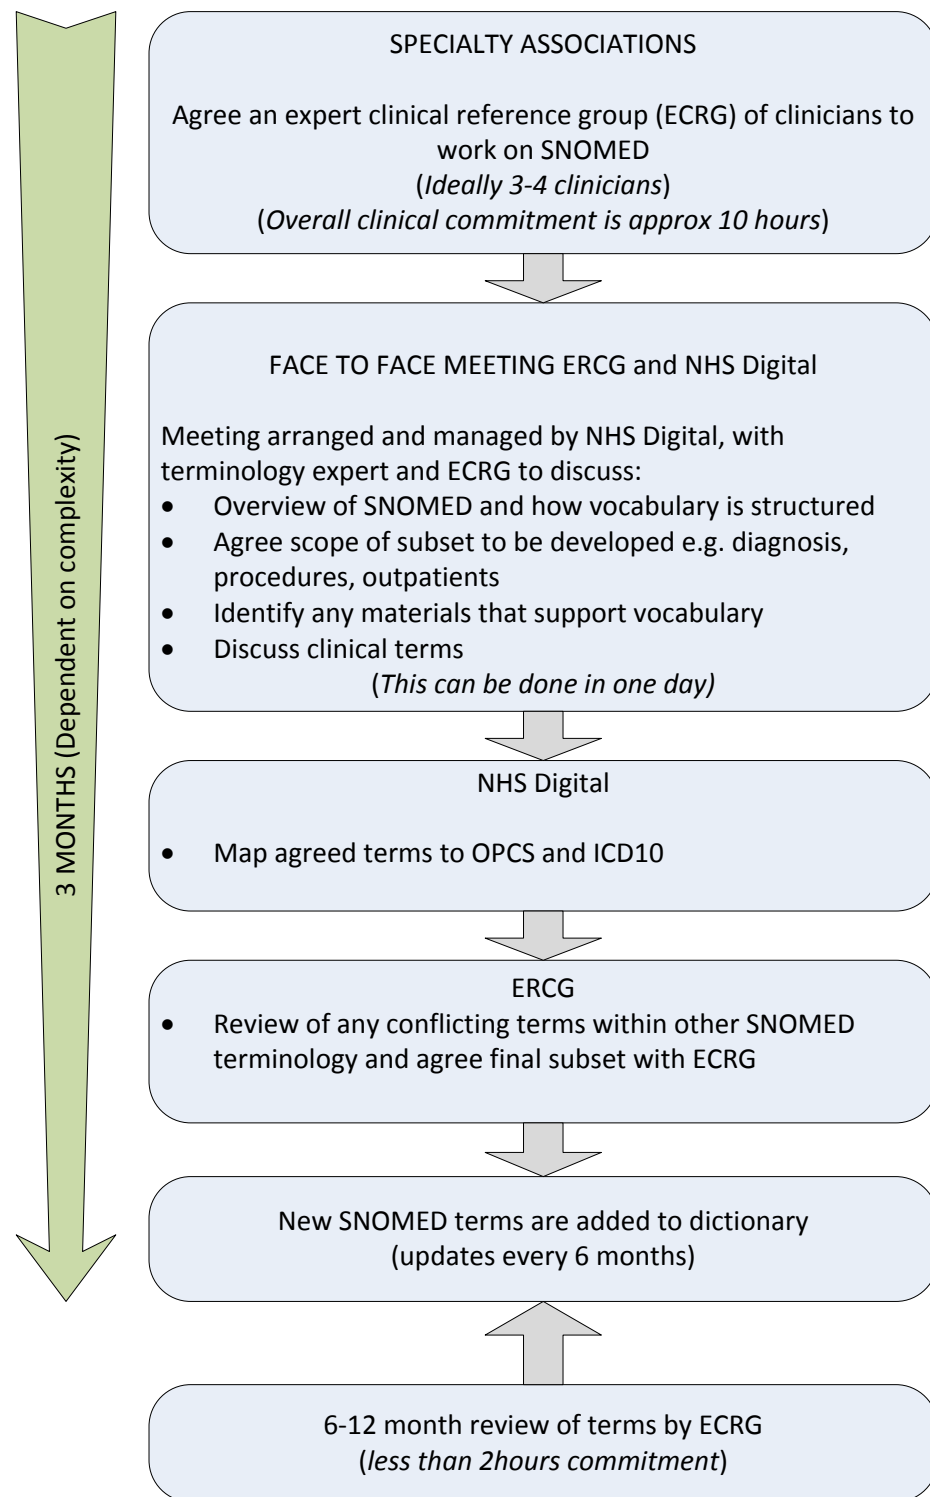 SPECIALTY ASSOCIATIONS
Agree an expert clinical reference group (ECRG) of clinicians to
work on SNOMED
(Ideally 3-4 clinicians)
(Overall clinical commitment is approx 10 hours)
FACE TO FACE MEETING ERCG and NHS Digital
Meeting arranged and managed by NHS Digital, with
terminology expert and ECRG to discuss:
• Overview of SNOMED and how vocabulary is structured
• Agree scope of subset to be developed e.g. diagnosis,
procedures, outpatients
• Identify any materials that support vocabulary
• Discuss clinical terms
(This can be done in one day)
3 MONTHS (Dependent on complexity)
NHS Digital
• Map agreed terms to OPCS and ICD10
ERCG
• Review of any conflicting terms within other SNOMED
terminology and agree final subset with ECRG
New SNOMED terms are added to dictionary
(updates every 6 months)
6-12 month review of terms by ECRG
(less than 2hours commitment)